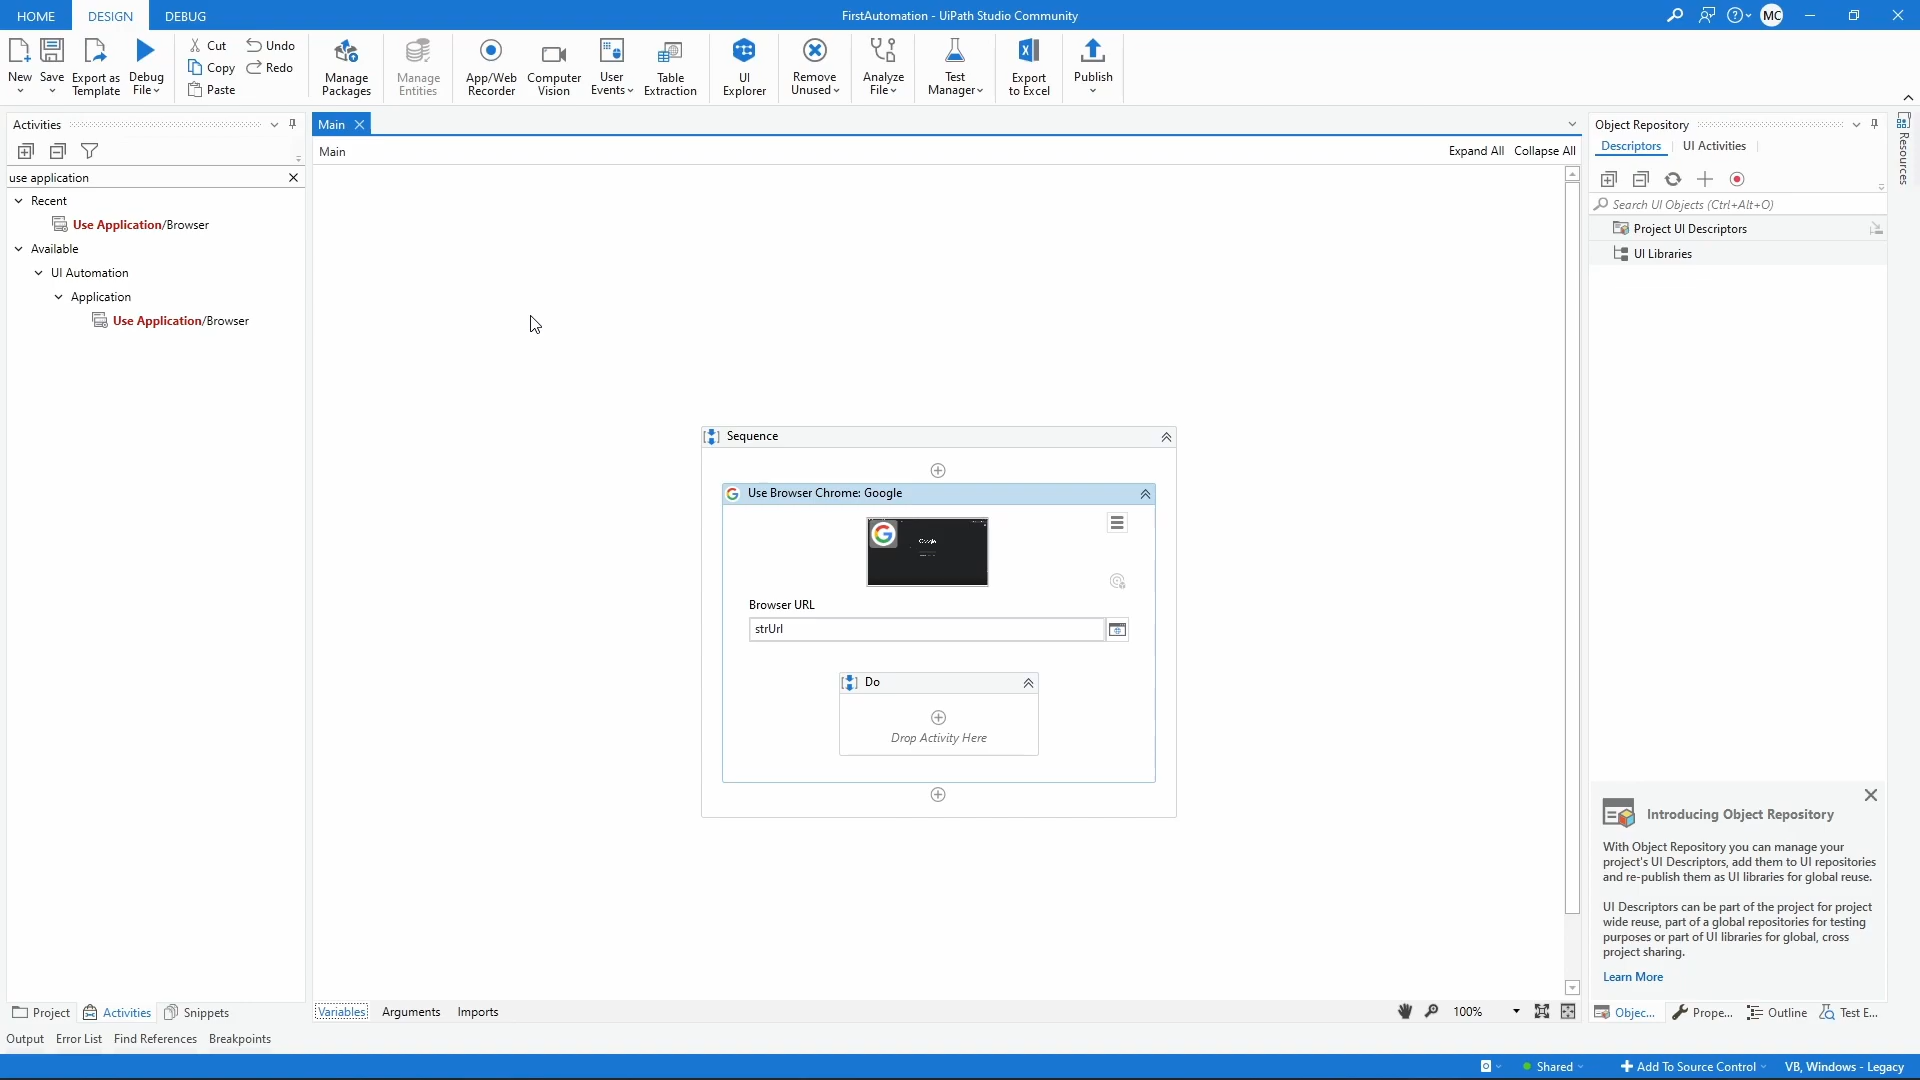 HOME DESIGN DEBUG FirstAutomation - UiPath Studio Community MC
New Save Export as Template Debug File Cut Copy Paste Undo Redo Manage Packages Manage Entities App/Web Recorder Computer Vision User Events Table Extraction UI Explorer Remove Unused Analyze File Test Manager Export to Excel Publish
Activities
use application
Recent
Use Application/Browser
Available
UI Automation
Application
Use Application/Browser
Main
Main Expand All Collapse All
Sequence
Use Browser Chrome: Google
Google
Browser URL
strUrl
Do
Drop Activity Here
Object Repository
Descriptors UI Activities
Search UI Objects (Ctrl+Alt+O)
Project UI Descriptors
UI Libraries
Resources
Introducing Object Repository
With Object Repository you can manage your
project's UI Descriptors, add them to UI repositories
and re-publish them as UI libraries for global reuse.
UI Descriptors can be part of the project for project
wide reuse, part of a global repositories for testing
purposes or part of UI libraries for global, cross
project sharing.
Learn More
Project Activities Snippets
Variables Arguments Imports 100%
Objec... Prope... Outline Test E...
Output Error List Find References Breakpoints
Shared Add To Source Control VB, Windows - Legacy